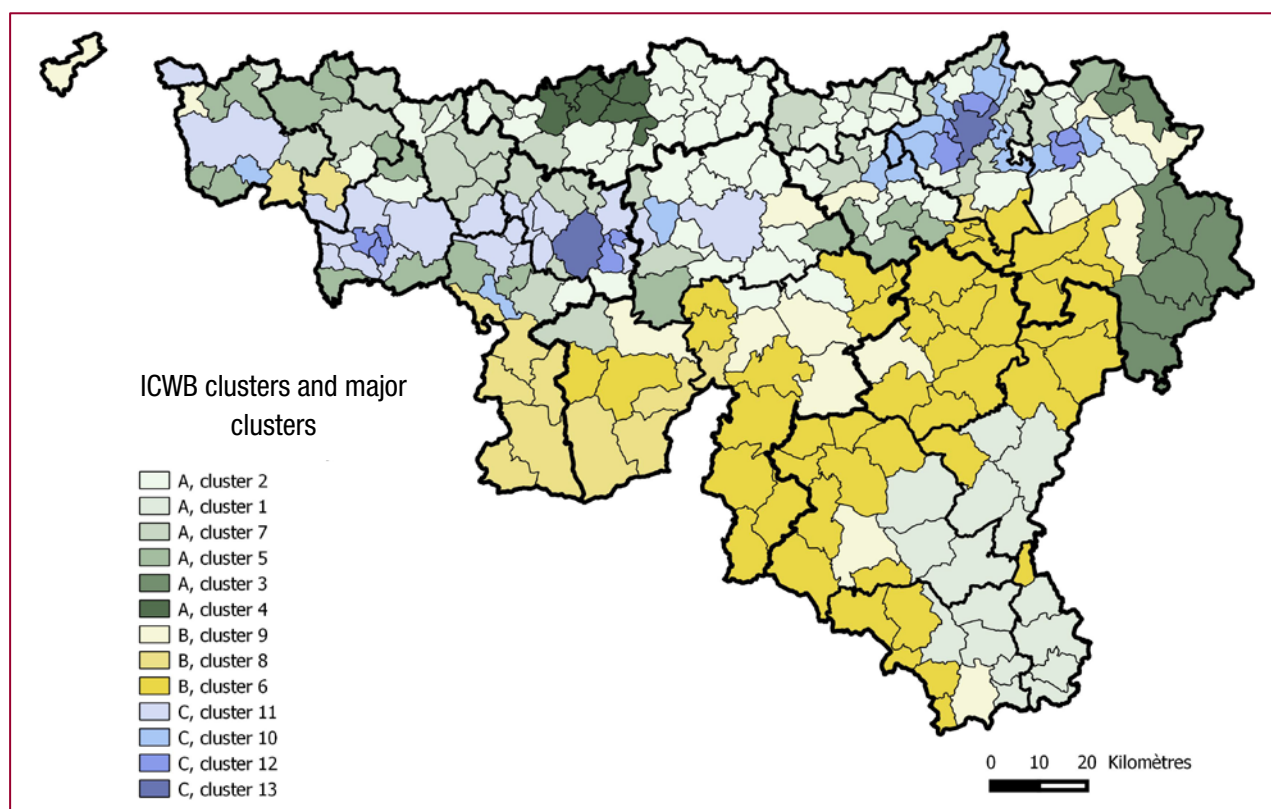 ICWB clusters and major
clusters
A, cluster 2
A, cluster 1
A, cluster 7
A, cluster 5
A, cluster 3
A, cluster 4
B, cluster 9
B, cluster 8
B, cluster 6
C, cluster 11
C, cluster 10
C, cluster 12
C, cluster 13
0 10 20 Kilomètres